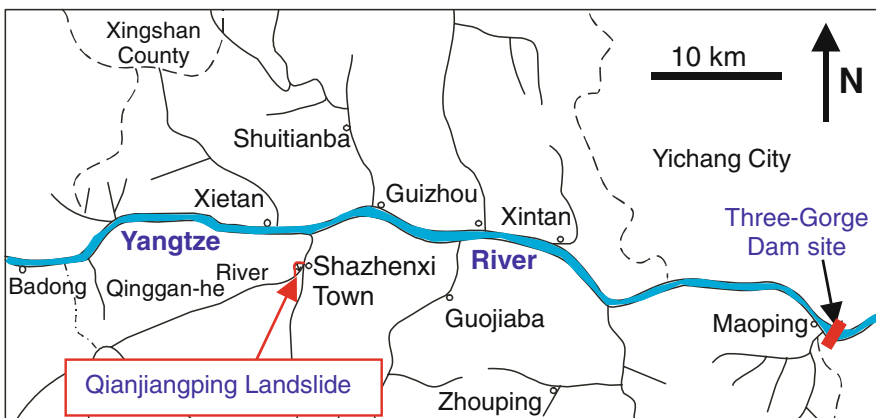 Xingshan
County
10 km
N
Shuitianba
Yichang City
Xietan
Guizhou
Xintan
Three-Gorge
Dam site
Yangtze
River
Badong
Qinggan-he
River
Shazhenxi
Town
Guojiaba
Maoping
Qianjiangping Landslide
Zhouping